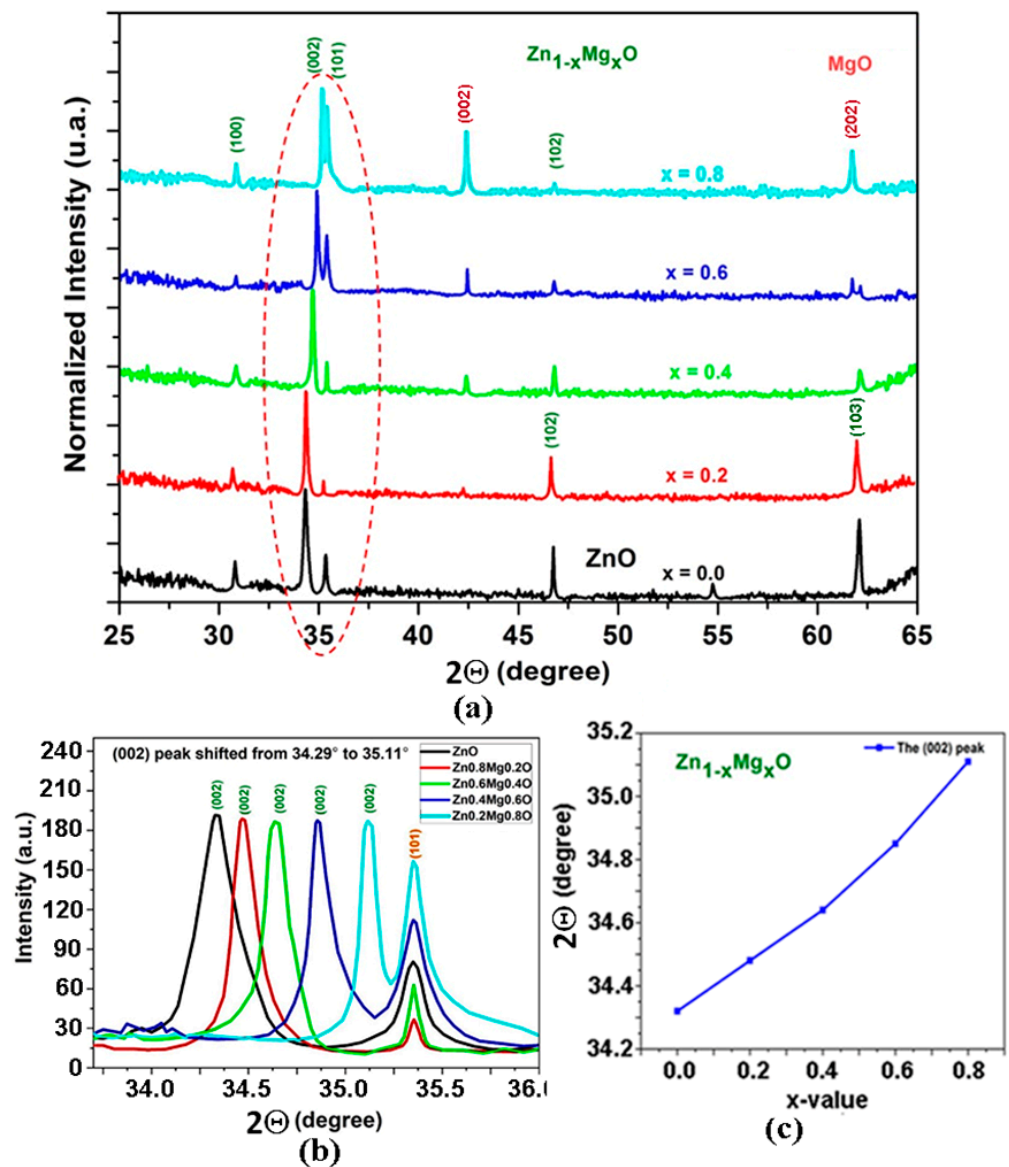 Normalized Intensity (u.a.)
Zn1-xMgxO
MgO
(100)
(002)
(101)
(002)
(102)
(202)
x = 0.8
x = 0.6
x = 0.4
(102)
(103)
x = 0.2
ZnO
x = 0.0
25 30 35 42 45 50 55 60 65
2Θ (degree)
(a)
(002) peak shifted from 34.29° to 35.11°
ZnO
Zn0.8Mg0.2O
Zn0.6Mg0.4O
Zn0.4Mg0.6O
Zn0.2Mg0.8O
(002) (002) (002) (002) (002) (101)
Intensity (a.u.)
240
210
180
150
120
90
60
30
0
34.0 34.5 35.0 35.5 36.0
2Θ (degree)
(b)
Zn1-xMgxO
The (002) peak
2Θ (degree)
35.2
35.0
34.8
34.6
34.4
34.2
0.0 0.2 0.4 0.6 0.8
x-value
(c)